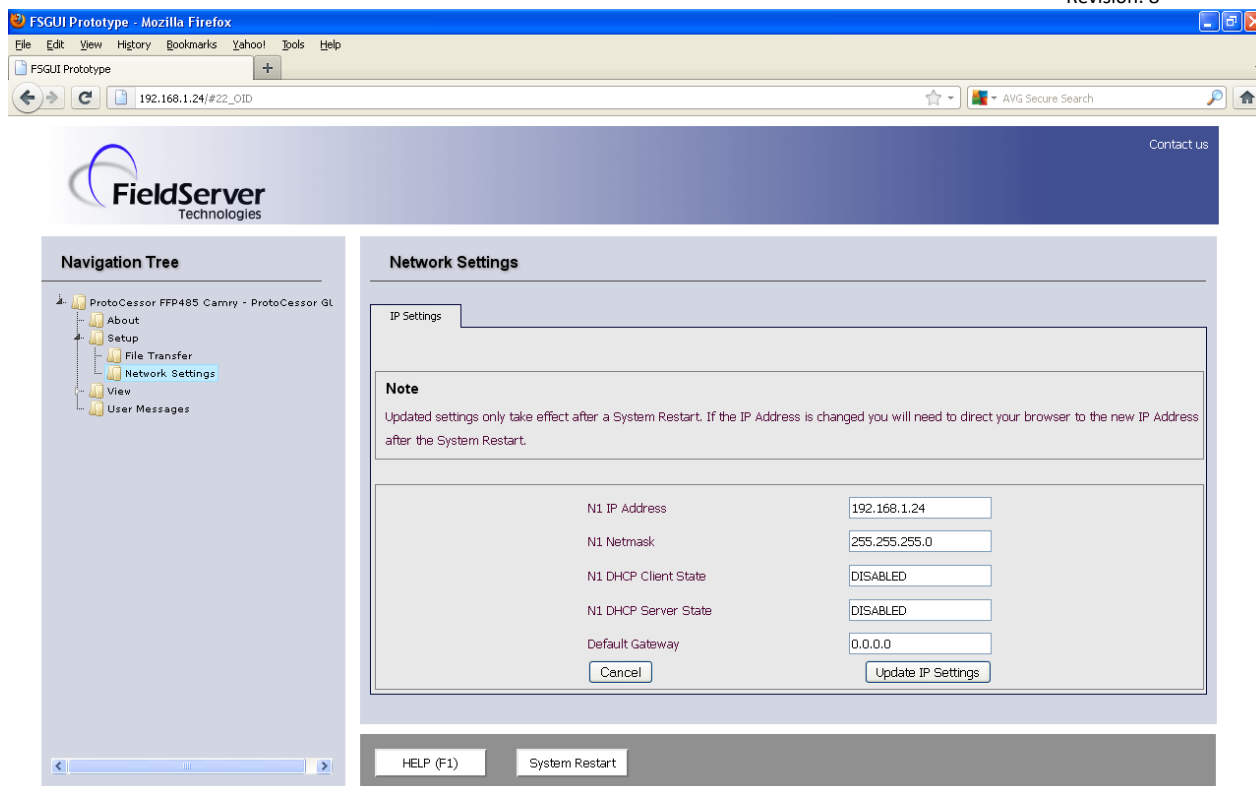 Revision: 8
FSGUI Prototype - Mozilla Firefox
File Edit View History Bookmarks Yahoo! Tools Help
FSGUI Prototype
192.168.1.24/#22_OID
AVG Secure Search
Contact us
FieldServer
Technologies
Navigation Tree
ProtoCessor FFP485 Camry - ProtoCessor GU
About
Setup
File Transfer
Network Settings
View
User Messages
Network Settings
IP Settings
Note
Updated settings only take effect after a System Restart. If the IP Address is changed you will need to direct your browser to the new IP Address
after the System Restart.
N1 IP Address 192.168.1.24
N1 Netmask 255.255.255.0
N1 DHCP Client State DISABLED
N1 DHCP Server State DISABLED
Default Gateway 0.0.0.0
Cancel Update IP Settings
HELP (F1) System Restart